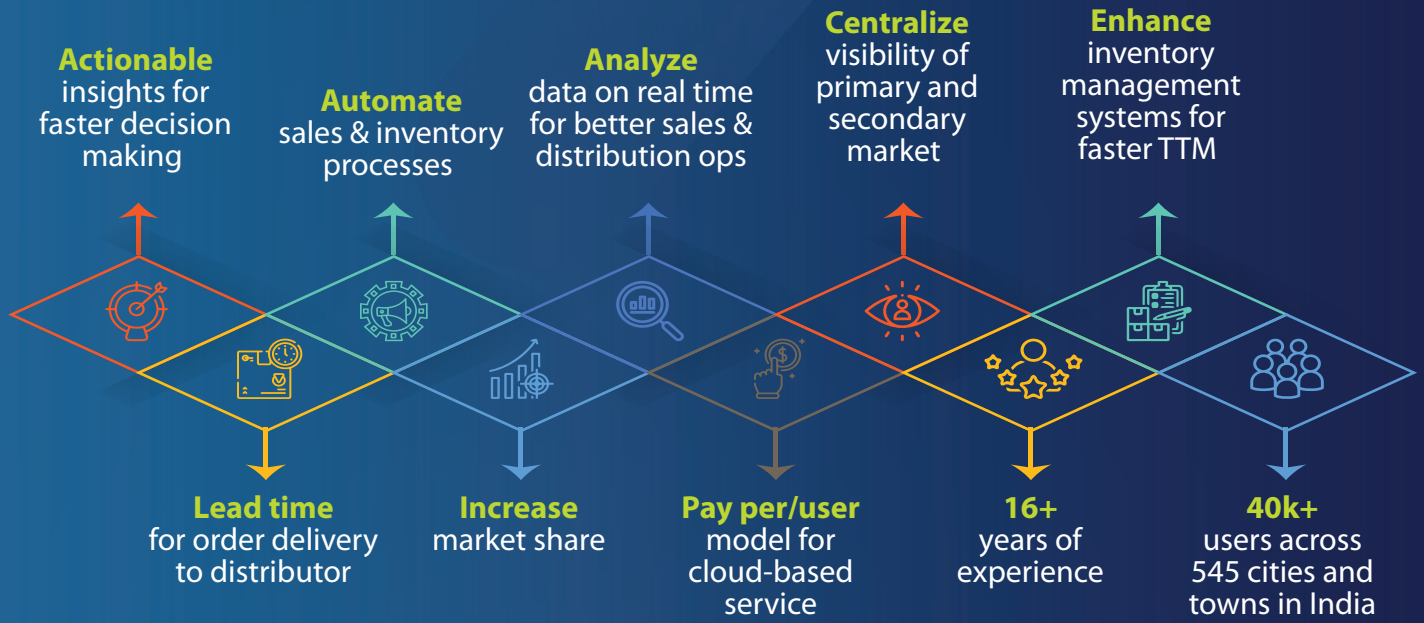 Actionable
insights for
faster decision
making
Automate
sales & inventory
processes
Analyze
data on real time
for better sales &
distribution ops
Centralize
visibility of
primary and
secondary
market
Enhance
inventory
management
systems for
faster TTM
Lead time
for order delivery
to distributor
Increase
market share
Pay per/user
model for
cloud-based
service
16+
years of
experience
40k+
users across
545 cities and
towns in India